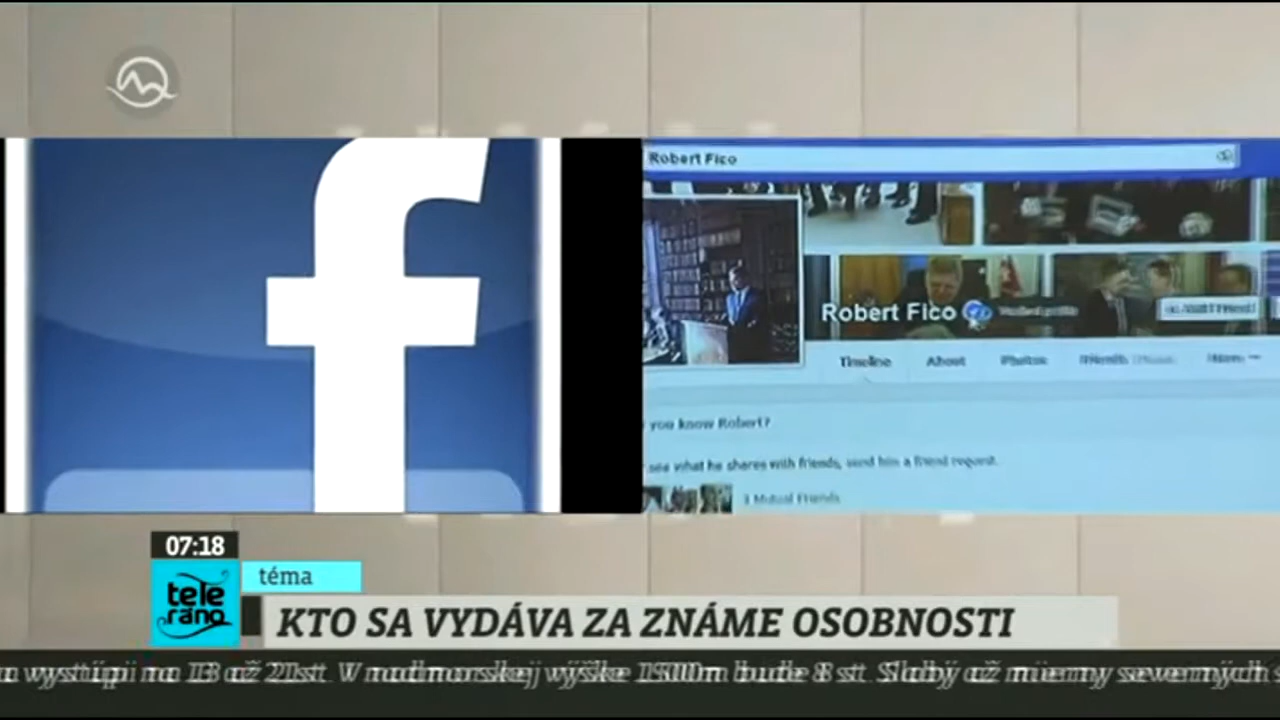 f
Robert Fico
Robert Fico
Timeline About Photos
you know Robert?
see what he shares with friends, send him a friend request.
3 Mutual Friends
07:18
téma
tele
ráno
KTO SA VYDÁVA ZA ZNÁME OSOBNOSTI
vystúpi na 13 až 21st. V nadmorskej výške 1500m bude 8 st. Slabý až mierny severných